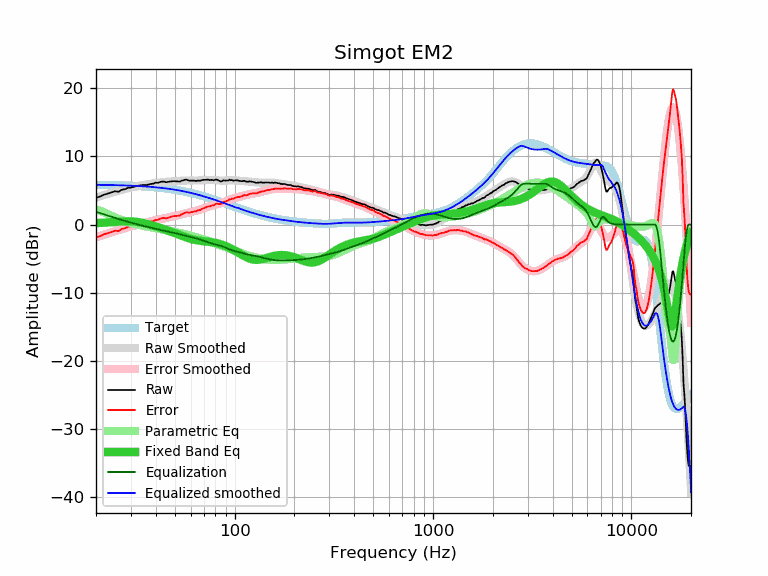 Simgot EM2
Amplitude (dBr)
20
10
0
−10
−20
−30
−40
Target
Raw Smoothed
Error Smoothed
Raw
Error
Parametric Eq
Fixed Band Eq
Equalization
Equalized smoothed
100
1000
10000
Frequency (Hz)